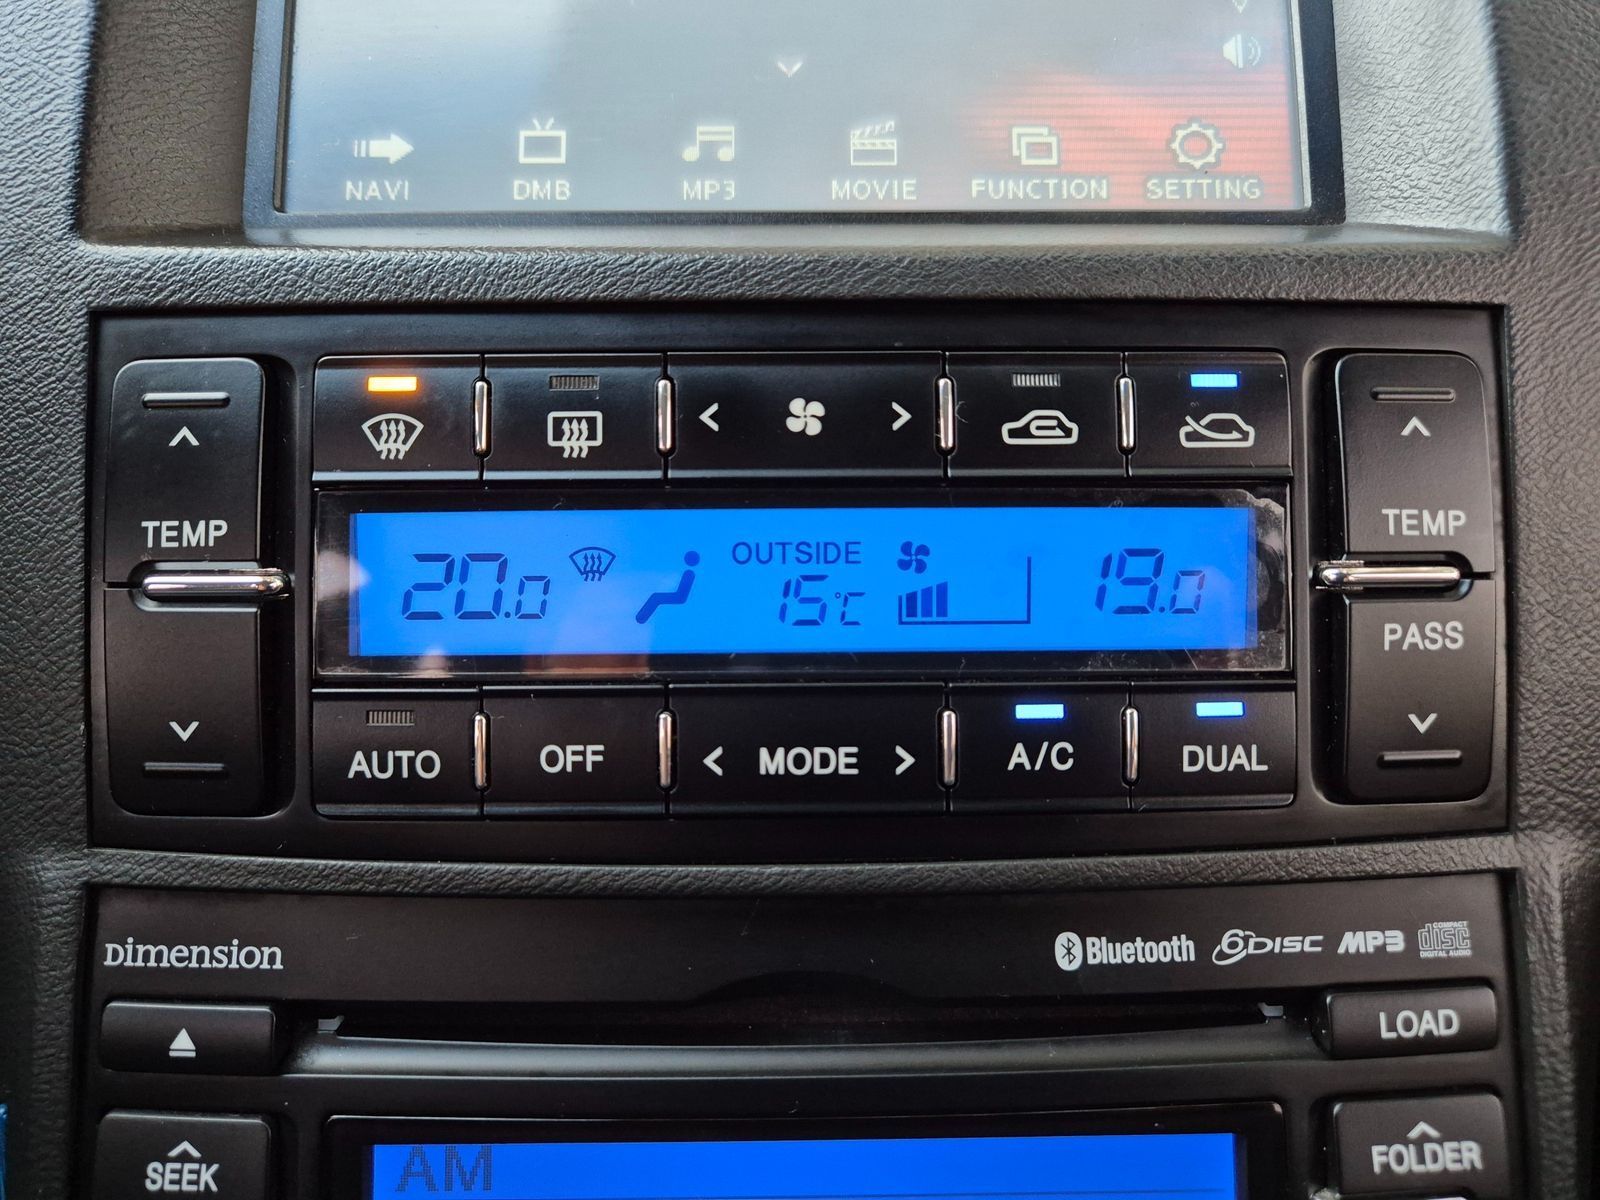 NAVI DMB MP3 MOVIE FUNCTION SETTING
TEMP
TEMP
20.0 OUTSIDE 15°C 19.0
PASS
AUTO OFF < MODE > A/C DUAL
Dimension Bluetooth 6DISC MP3 COMPACT disc DIGITAL AUDIO
LOAD
AM
SEEK
FOLDER